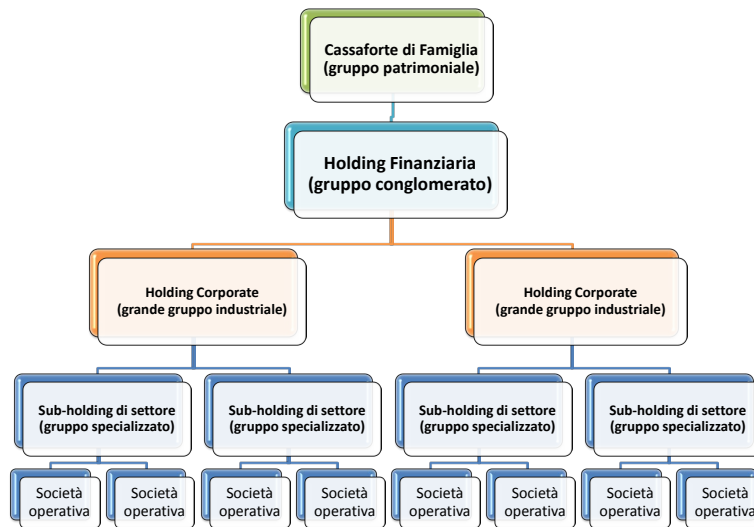 Cassaforte di Famiglia
(gruppo patrimoniale)
Holding Finanziaria
(gruppo conglomerato)
Holding Corporate
(grande gruppo industriale)
Holding Corporate
(grande gruppo industriale)
Sub-holding di settore
(gruppo specializzato)
Sub-holding di settore
(gruppo specializzato)
Sub-holding di settore
(gruppo specializzato)
Sub-holding di settore
(gruppo specializzato)
Società
operativa
Società
operativa
Società
operativa
Società
operativa
Società
operativa
Società
operativa
Società
operativa
Società
operativa